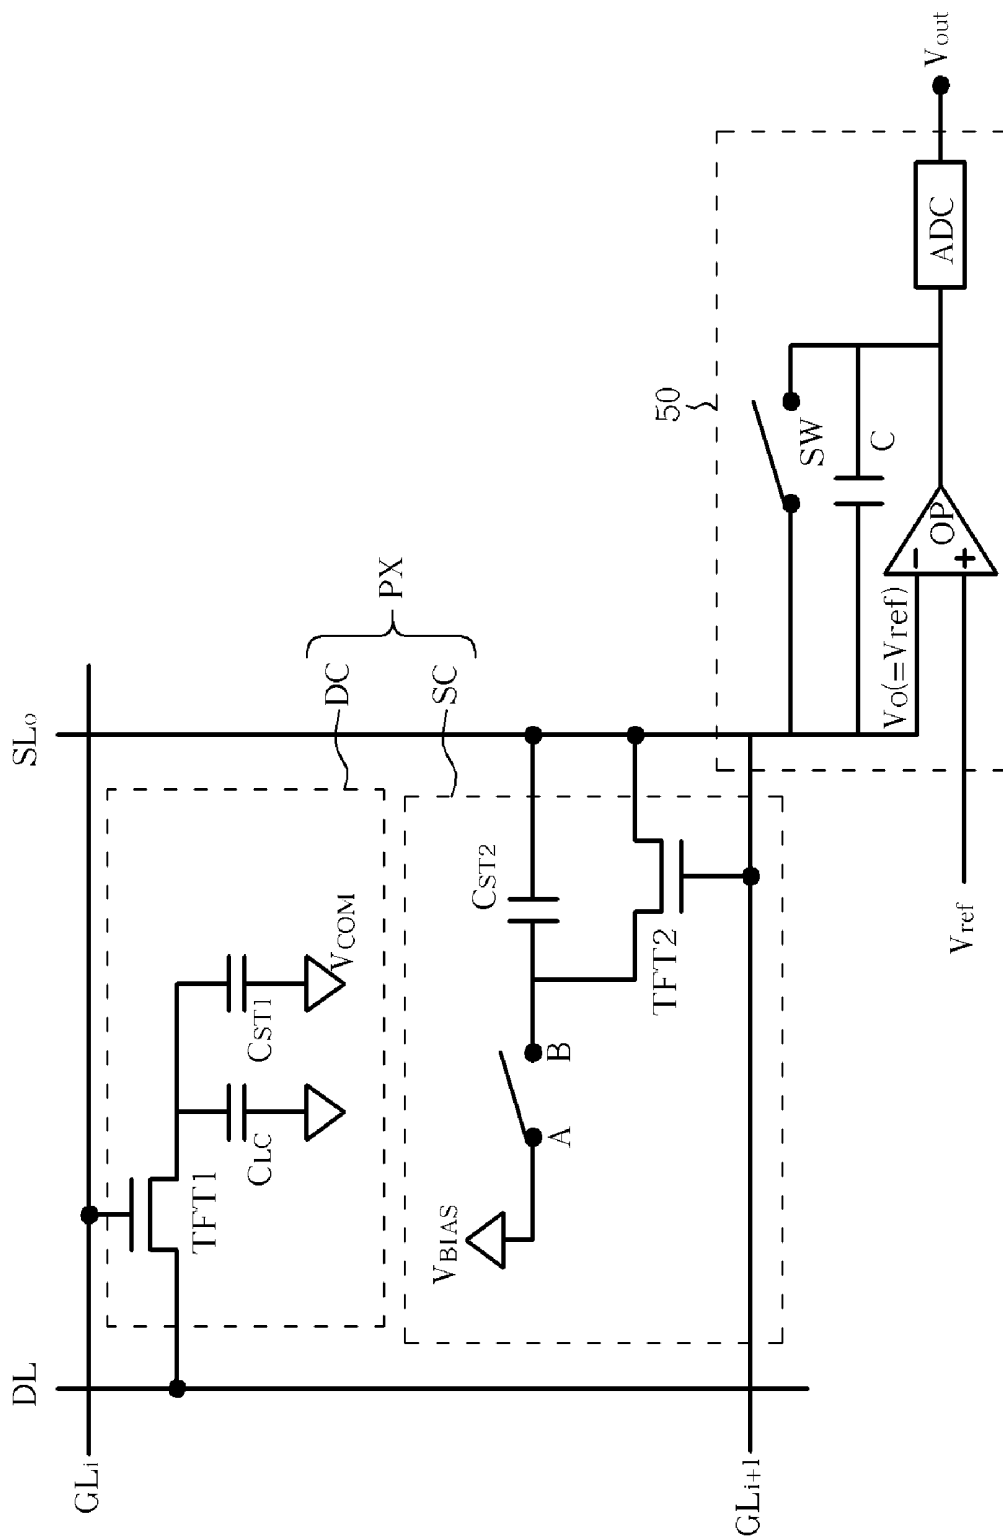 DL
SLo
GLi
TFT1
CLC
CST1
VCOM
DC
SC
PX
VBIAS
A
B
CST2
TFT2
GLi+1
50
SW
C
Vo(=Vref)
OP
−
+
Vref
ADC
Vout